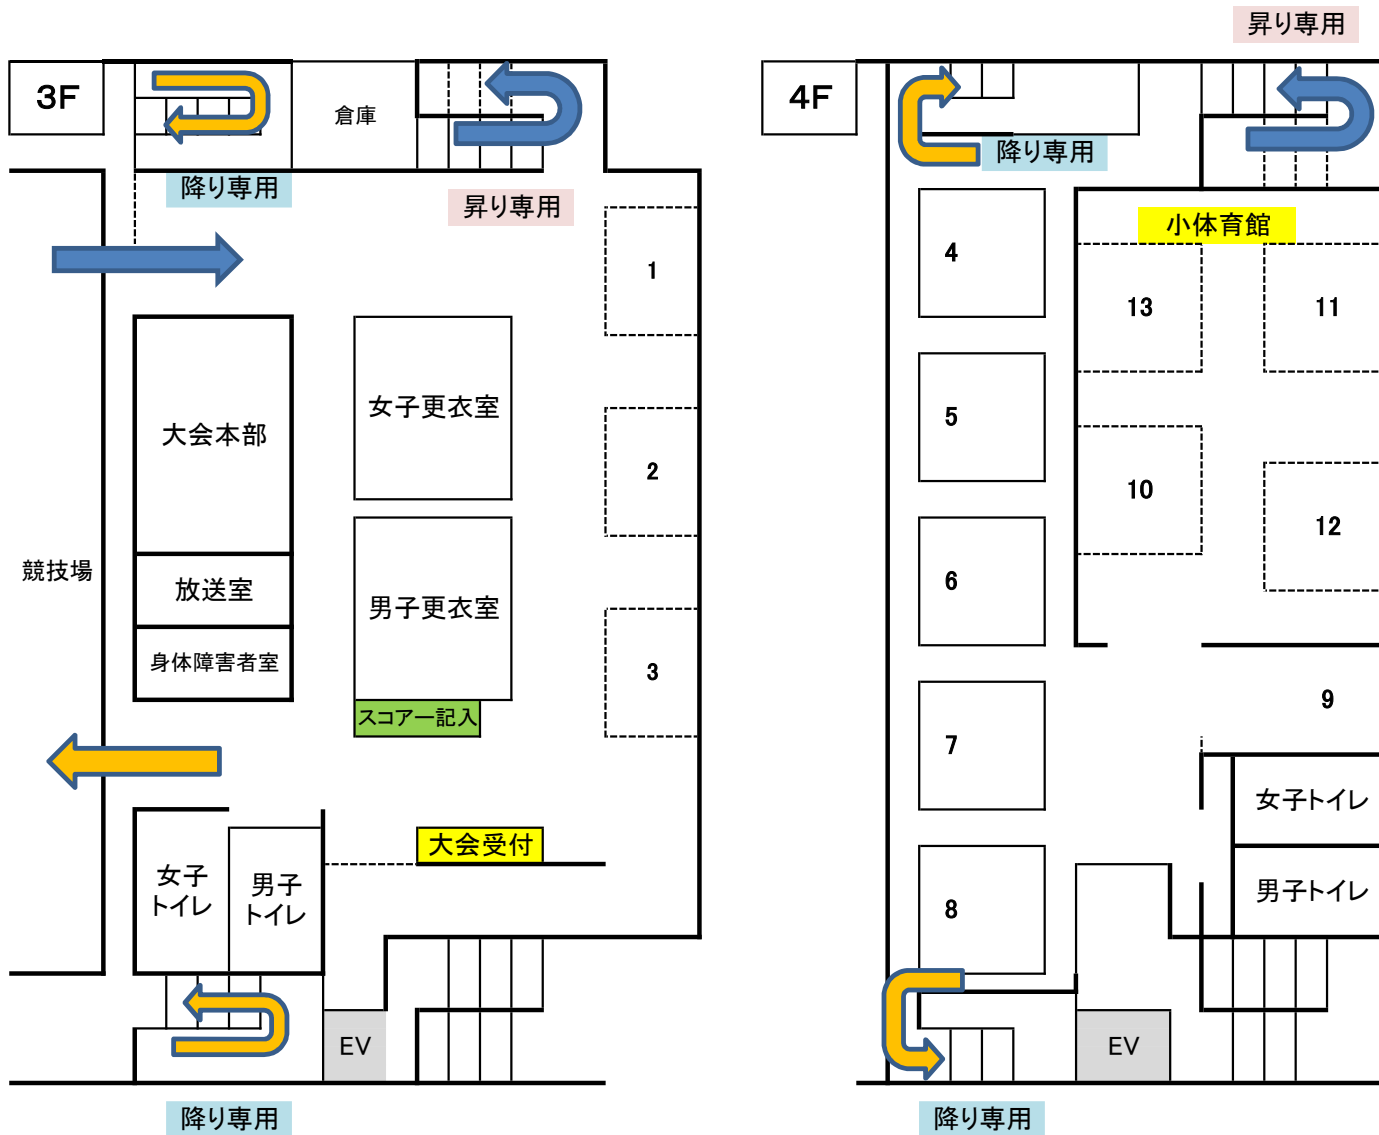 3F
倉庫
降り専用
昇り専用
1
女子更衣室
大会本部
2
競技場
放送室
男子更衣室
身体障害者室
3
スコアー記入
大会受付
女子
トイレ
男子
トイレ
EV
降り専用
昇り専用
4F
降り専用
小体育館
4
13
11
5
10
12
6
9
7
女子トイレ
男子トイレ
8
EV
降り専用